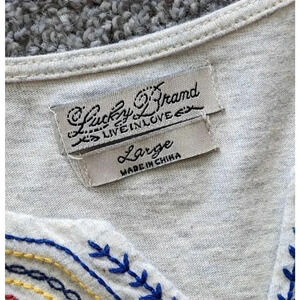 Lucky Brand
LIVE IN LOVE
Large
MADE IN CHINA